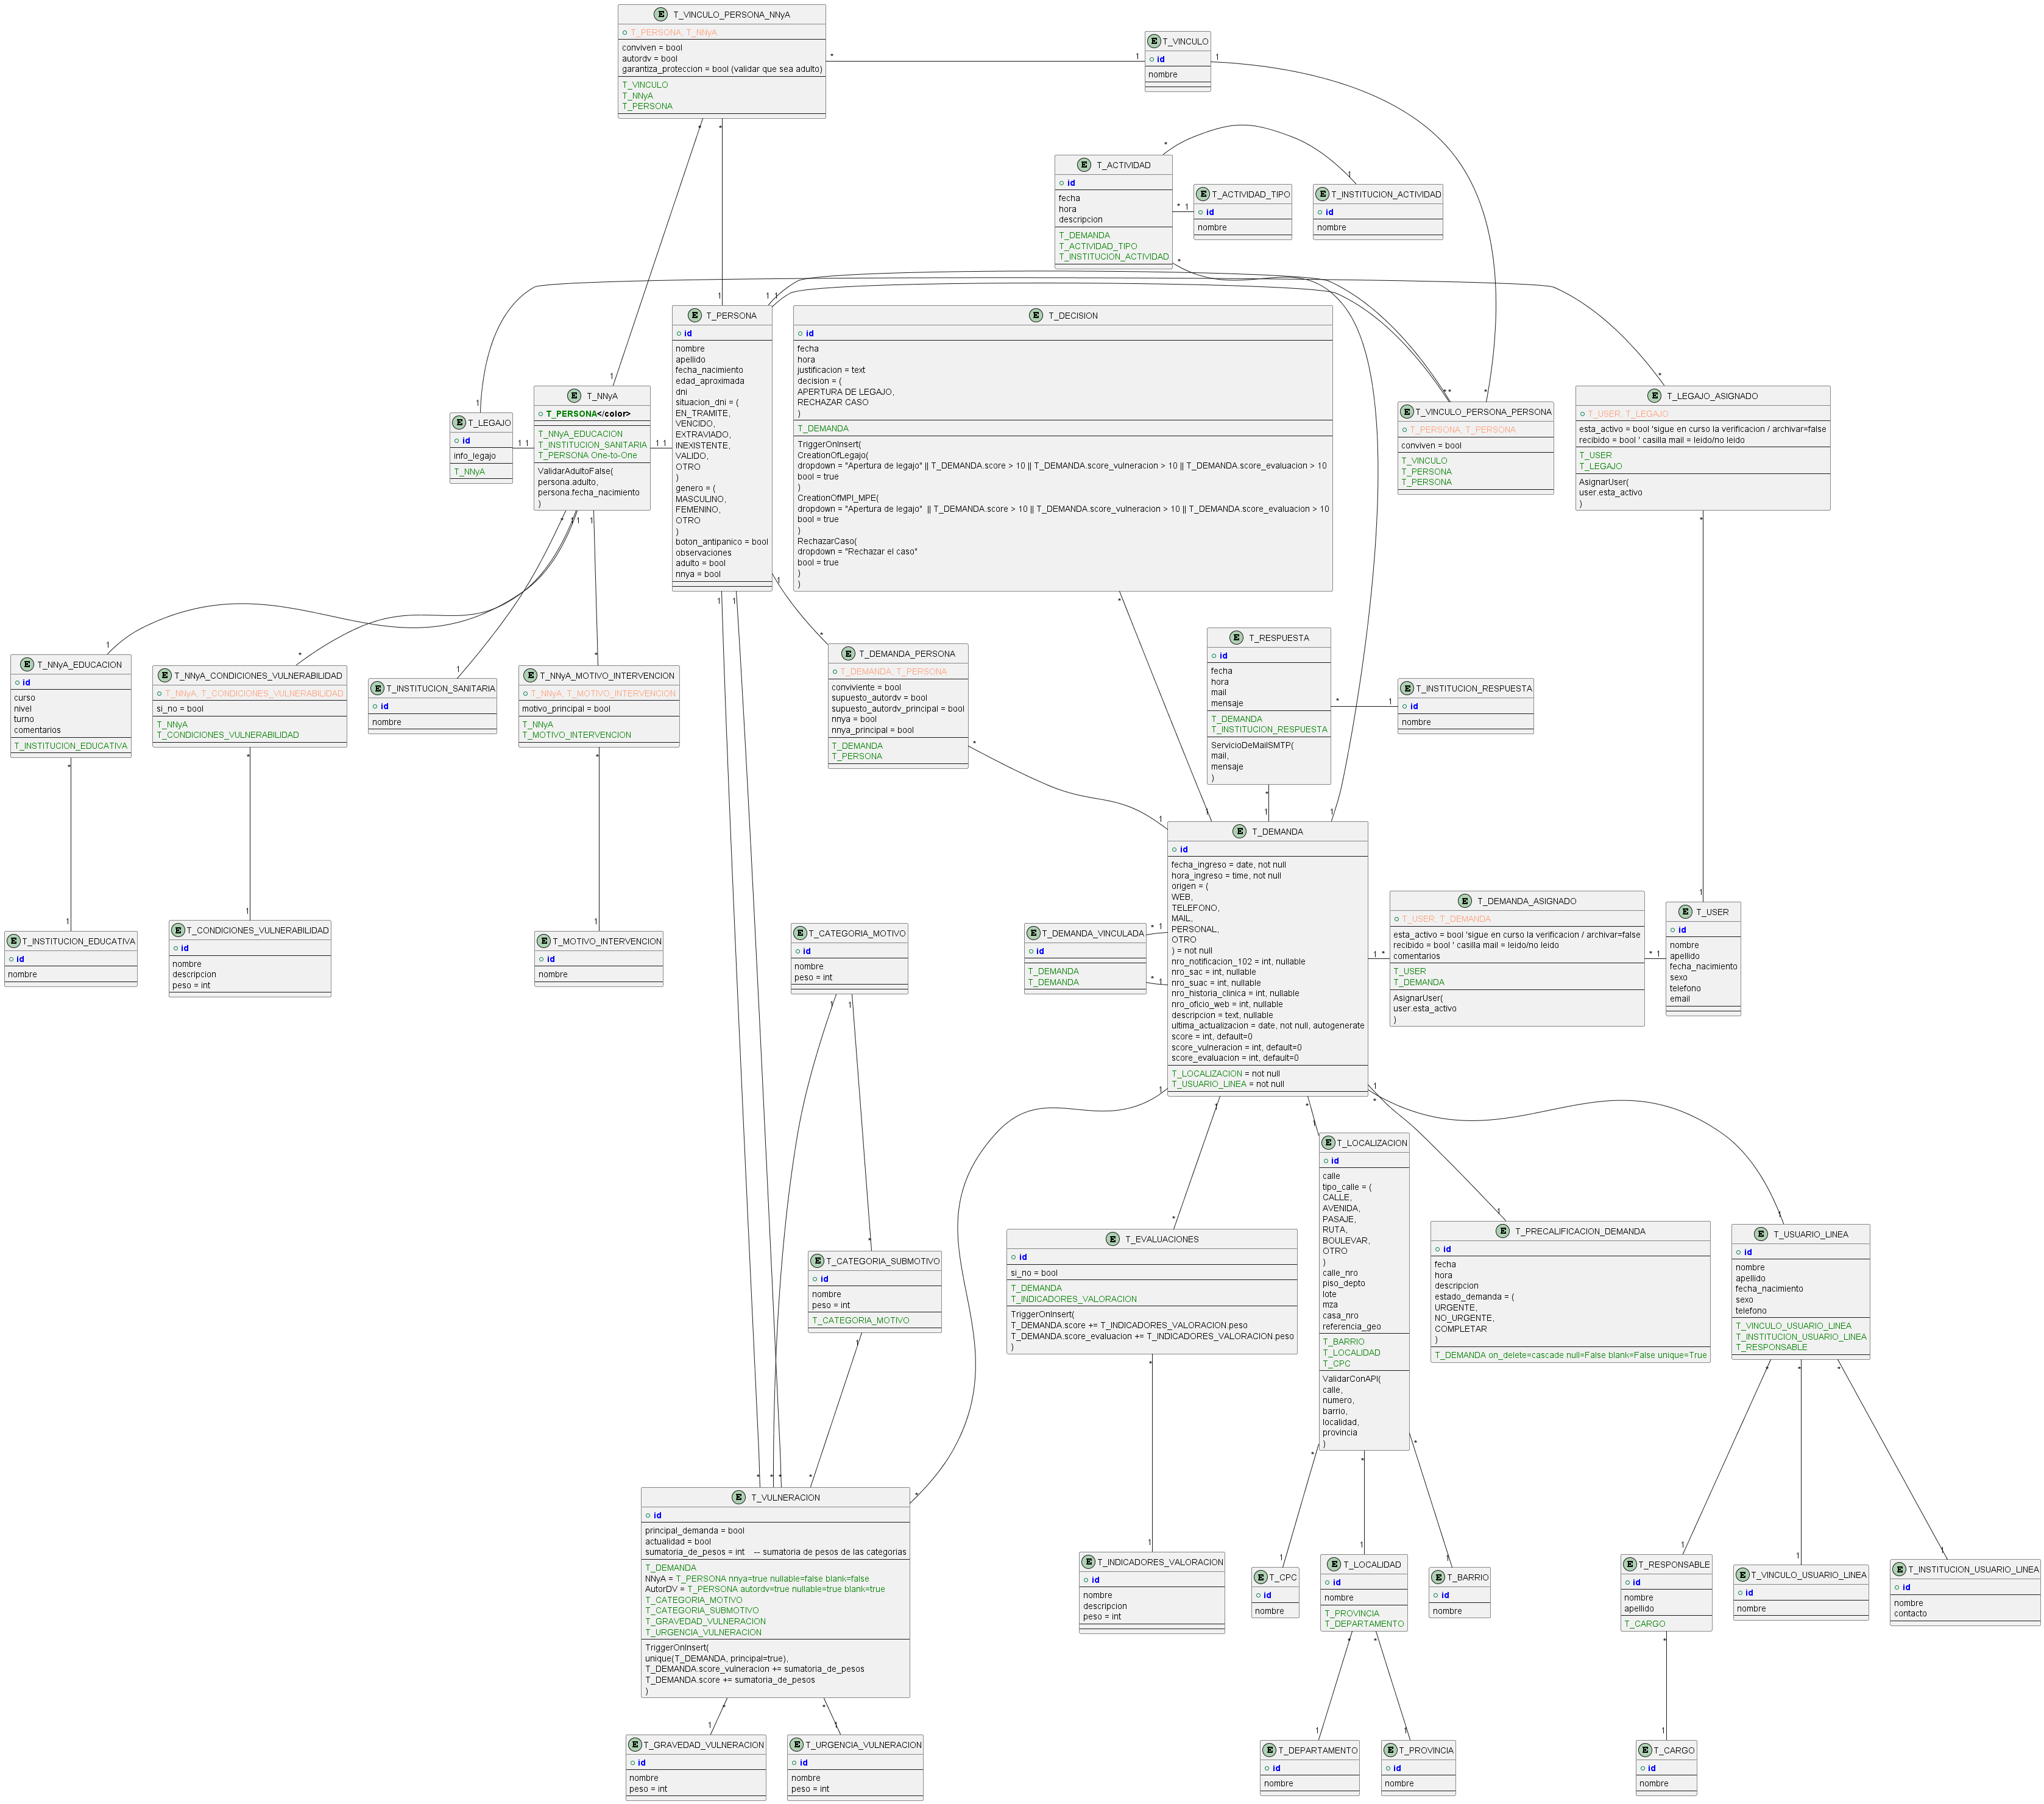 T_VINCULO_PERSONA_NNyA
T_PERSONA, T_NNyA
conviven = bool
autordv = bool
garantiza_proteccion = bool (validar que sea adulto)
T_VINCULO
T_NNyA
T_PERSONA
T_VINCULO
id
nombre
T_ACTIVIDAD
id
fecha
hora
descripcion
T_DEMANDA
T_ACTIVIDAD_TIPO
T_INSTITUCION_ACTIVIDAD
T_ACTIVIDAD_TIPO
id
nombre
T_INSTITUCION_ACTIVIDAD
id
nombre
T_PERSONA
id
nombre
apellido
fecha_nacimiento
edad_aproximada
dni
situacion_dni = (
EN_TRAMITE,
VENCIDO,
EXTRAVIADO,
INEXISTENTE,
VALIDO,
OTRO
)
genero = (
MASCULINO,
FEMENINO,
OTRO
)
boton_antipanico = bool
observaciones
adulto = bool
nnya = bool
T_DECISION
id
fecha
hora
justificacion = text
decision = (
APERTURA DE LEGAJO,
RECHAZAR CASO
)
T_DEMANDA
TriggerOnInsert(
CreationOfLegajo(
dropdown = "Apertura de legajo" || T_DEMANDA.score > 10 || T_DEMANDA.score_vulneracion > 10 || T_DEMANDA.score_evaluacion > 10
bool = true
)
CreationOfMPI_MPE(
dropdown = "Apertura de legajo"  || T_DEMANDA.score > 10 || T_DEMANDA.score_vulneracion > 10 || T_DEMANDA.score_evaluacion > 10
bool = true
)
RechazarCaso(
dropdown = "Rechazar el caso"
bool = true
)
)
T_LEGAJO
id
info_legajo
T_NNyA
T_NNyA
T_PERSONA</color>
T_NNyA_EDUCACION
T_INSTITUCION_SANITARIA
T_PERSONA One-to-One
ValidarAdultoFalse(
persona.adulto,
persona.fecha_nacimiento
)
T_VINCULO_PERSONA_PERSONA
T_PERSONA, T_PERSONA
conviven = bool
T_VINCULO
T_PERSONA
T_PERSONA
T_LEGAJO_ASIGNADO
T_USER, T_LEGAJO
esta_activo = bool 'sigue en curso la verificacion / archivar=false
recibido = bool ' casilla mail = leido/no leido
T_USER
T_LEGAJO
AsignarUser(
user.esta_activo
)
T_NNyA_EDUCACION
id
curso
nivel
turno
comentarios
T_INSTITUCION_EDUCATIVA
T_NNyA_CONDICIONES_VULNERABILIDAD
T_NNyA, T_CONDICIONES_VULNERABILIDAD
si_no = bool
T_NNyA
T_CONDICIONES_VULNERABILIDAD
T_INSTITUCION_SANITARIA
id
nombre
T_NNyA_MOTIVO_INTERVENCION
T_NNyA, T_MOTIVO_INTERVENCION
motivo_principal = bool
T_NNyA
T_MOTIVO_INTERVENCION
T_DEMANDA_PERSONA
T_DEMANDA, T_PERSONA
conviviente = bool
supuesto_autordv = bool
supuesto_autordv_principal = bool
nnya = bool
nnya_principal = bool
T_DEMANDA
T_PERSONA
T_RESPUESTA
id
fecha
hora
mail
mensaje
T_DEMANDA
T_INSTITUCION_RESPUESTA
ServicioDeMailSMTP(
mail,
mensaje
)
T_INSTITUCION_RESPUESTA
id
nombre
T_INSTITUCION_EDUCATIVA
id
nombre
T_CONDICIONES_VULNERABILIDAD
id
nombre
descripcion
peso = int
T_MOTIVO_INTERVENCION
id
nombre
T_CATEGORIA_MOTIVO
id
nombre
peso = int
T_DEMANDA_VINCULADA
id
T_DEMANDA
T_DEMANDA
T_DEMANDA
id
fecha_ingreso = date, not null
hora_ingreso = time, not null
origen = (
WEB,
TELEFONO,
MAIL,
PERSONAL,
OTRO
) = not null
nro_notificacion_102 = int, nullable
nro_sac = int, nullable
nro_suac = int, nullable
nro_historia_clinica = int, nullable
nro_oficio_web = int, nullable
descripcion = text, nullable
ultima_actualizacion = date, not null, autogenerate
score = int, default=0
score_vulneracion = int, default=0
score_evaluacion = int, default=0
T_LOCALIZACION = not null
T_USUARIO_LINEA = not null
T_DEMANDA_ASIGNADO
T_USER, T_DEMANDA
esta_activo = bool 'sigue en curso la verificacion / archivar=false
recibido = bool ' casilla mail = leido/no leido
comentarios
T_USER
T_DEMANDA
AsignarUser(
user.esta_activo
)
T_USER
id
nombre
apellido
fecha_nacimiento
sexo
telefono
email
T_CATEGORIA_SUBMOTIVO
id
nombre
peso = int
T_CATEGORIA_MOTIVO
T_EVALUACIONES
id
si_no = bool
T_DEMANDA
T_INDICADORES_VALORACION
TriggerOnInsert(
T_DEMANDA.score += T_INDICADORES_VALORACION.peso
T_DEMANDA.score_evaluacion += T_INDICADORES_VALORACION.peso
)
T_LOCALIZACION
id
calle
tipo_calle = (
CALLE,
AVENIDA,
PASAJE,
RUTA,
BOULEVAR,
OTRO
)
calle_nro
piso_depto
lote
mza
casa_nro
referencia_geo
T_BARRIO
T_LOCALIDAD
T_CPC
ValidarConAPI(
calle,
numero,
barrio,
localidad,
provincia
)
T_PRECALIFICACION_DEMANDA
id
fecha
hora
descripcion
estado_demanda = (
URGENTE,
NO_URGENTE,
COMPLETAR
)
T_DEMANDA on_delete=cascade null=False blank=False unique=True
T_USUARIO_LINEA
id
nombre
apellido
fecha_nacimiento
sexo
telefono
T_VINCULO_USUARIO_LINEA
T_INSTITUCION_USUARIO_LINEA
T_RESPONSABLE
T_VULNERACION
id
principal_demanda = bool
actualidad = bool
sumatoria_de_pesos = int    -- sumatoria de pesos de las categorias
T_DEMANDA
NNyA = T_PERSONA nnya=true nullable=false blank=false
AutorDV = T_PERSONA autordv=true nullable=true blank=true
T_CATEGORIA_MOTIVO
T_CATEGORIA_SUBMOTIVO
T_GRAVEDAD_VULNERACION
T_URGENCIA_VULNERACION
TriggerOnInsert(
unique(T_DEMANDA, principal=true),
T_DEMANDA.score_vulneracion += sumatoria_de_pesos
T_DEMANDA.score += sumatoria_de_pesos
)
T_INDICADORES_VALORACION
id
nombre
descripcion
peso = int
T_CPC
id
nombre
T_LOCALIDAD
id
nombre
T_PROVINCIA
T_DEPARTAMENTO
T_BARRIO
id
nombre
T_RESPONSABLE
id
nombre
apellido
T_CARGO
T_VINCULO_USUARIO_LINEA
id
nombre
T_INSTITUCION_USUARIO_LINEA
id
nombre
contacto
T_GRAVEDAD_VULNERACION
id
nombre
peso = int
T_URGENCIA_VULNERACION
id
nombre
peso = int
T_DEPARTAMENTO
id
nombre
T_PROVINCIA
id
nombre
T_CARGO
id
nombre